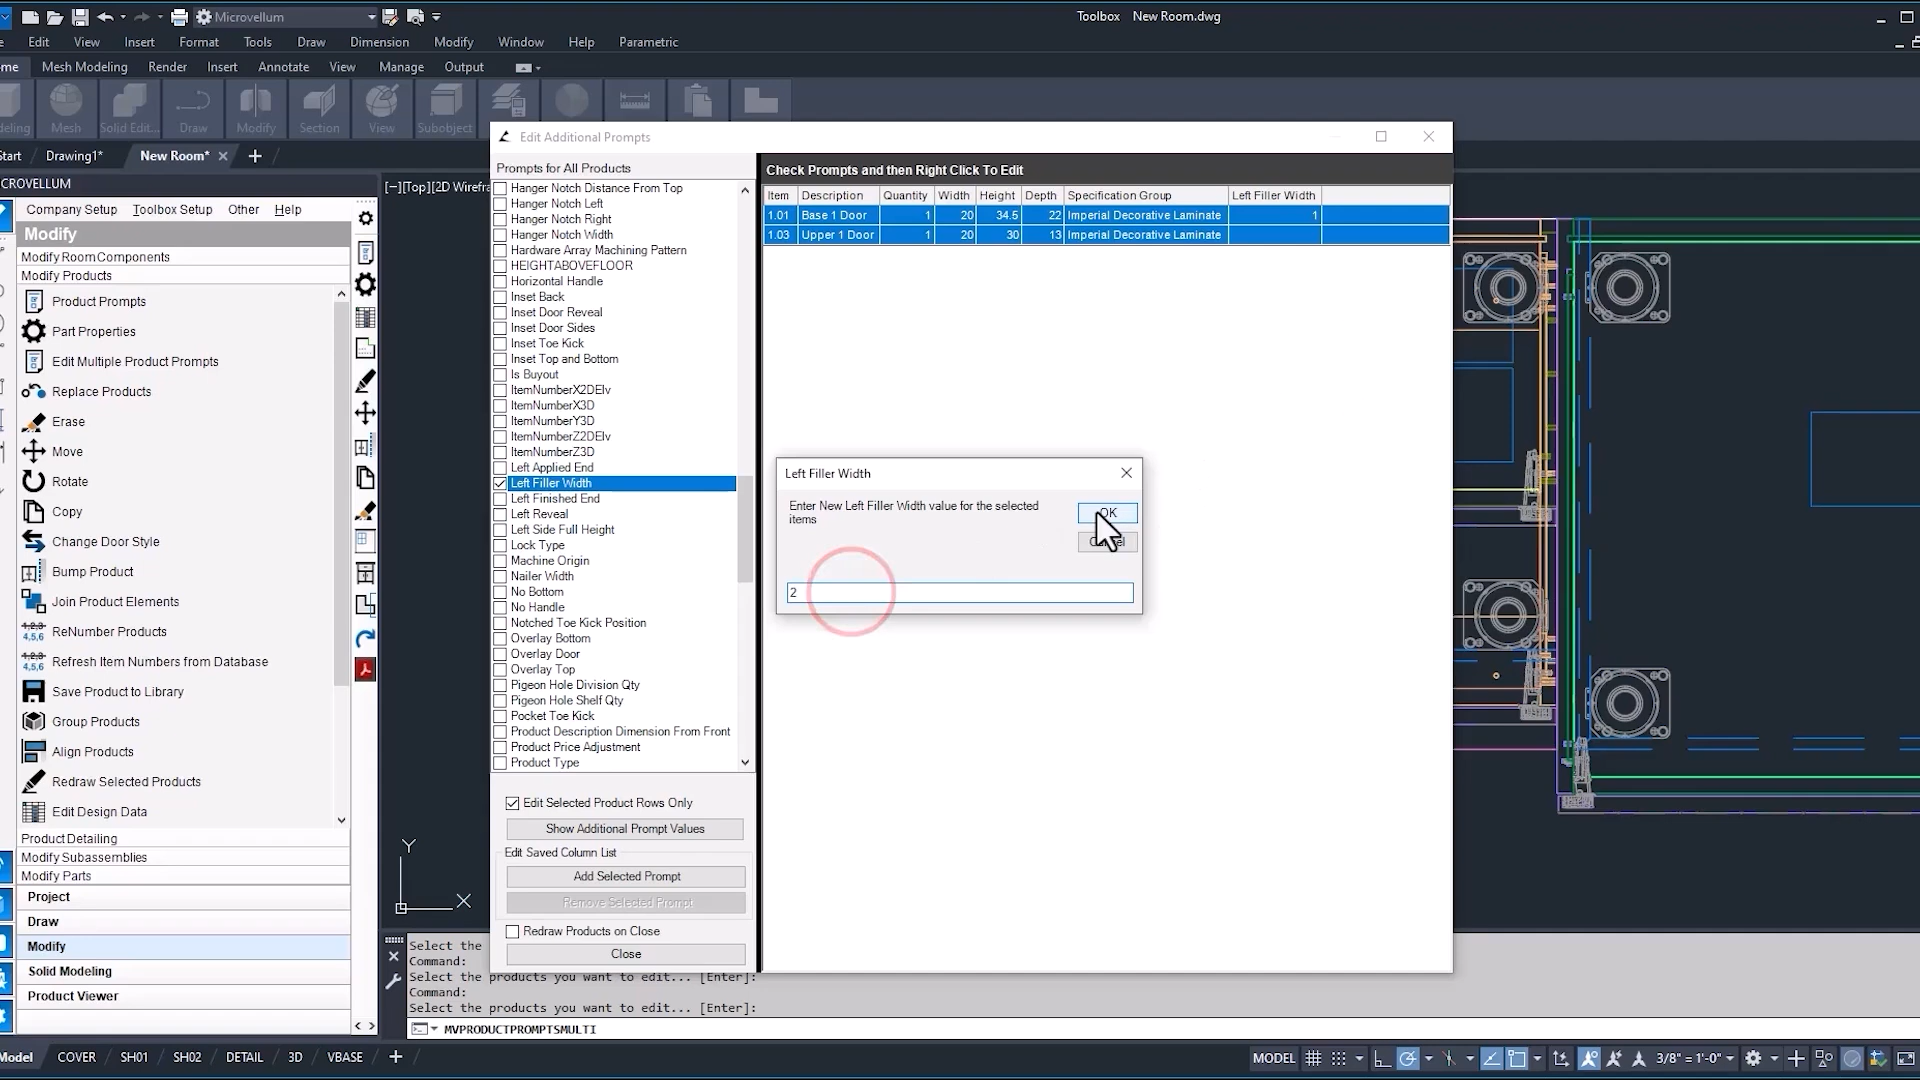 Microvellum
Toolbox New Room.dwg
Edit View Insert Format Tools Draw Dimension Modify Window Help Parametric
me Mesh Modeling Render Insert Annotate View Manage Output
eling Mesh Solid Edit... Draw Modify Section View Subobject
tart Drawing1* New Room*
CROVELLUM
Company Setup Toolbox Setup Other Help
Modify
Modify Room Components
Modify Products
Product Prompts
Part Properties
Edit Multiple Product Prompts
Replace Products
Erase
Move
Rotate
Copy
Change Door Style
Bump Product
Join Product Elements
ReNumber Products
Refresh Item Numbers from Database
Save Product to Library
Group Products
Align Products
Redraw Selected Products
Edit Design Data
Product Detailing
Modify Subassemblies
Modify Parts
Project
Draw
Modify
Solid Modeling
Product Viewer
[−][Top][2D Wirefra
Edit Additional Prompts
Prompts for All Products
Hanger Notch Distance From Top
Hanger Notch Left
Hanger Notch Right
Hanger Notch Width
Hardware Array Machining Pattern
HEIGHTABOVEFLOOR
Horizontal Handle
Inset Back
Inset Door Reveal
Inset Door Sides
Inset Toe Kick
Inset Top and Bottom
Is Buyout
ItemNumberX2DElv
ItemNumberX3D
ItemNumberY3D
ItemNumberZ2DElv
ItemNumberZ3D
Left Applied End
Left Filler Width
Left Finished End
Left Reveal
Left Side Full Height
Lock Type
Machine Origin
Nailer Width
No Bottom
No Handle
Notched Toe Kick Position
Overlay Bottom
Overlay Door
Overlay Top
Pigeon Hole Division Qty
Pigeon Hole Shelf Qty
Pocket Toe Kick
Product Description Dimension From Front
Product Price Adjustment
Product Type
Edit Selected Product Rows Only
Show Additional Prompt Values
Edit Saved Column List
Add Selected Prompt
Remove Selected Prompt
Redraw Products on Close
Close
Check Prompts and then Right Click To Edit
Item Description Quantity Width Height Depth Specification Group Left Filler Width
1.01 Base 1 Door 1 20 34.5 22 Imperial Decorative Laminate 1
1.03 Upper 1 Door 1 20 30 13 Imperial Decorative Laminate
Left Filler Width
Enter New Left Filler Width value for the selected
items
OK
2
Y
X
Select the
Command:
Select the products you want to edit... [Enter]:
Command:
Select the products you want to edit... [Enter]:
MVPRODUCTPROMPTSMULTI
Model COVER SH01 SH02 DETAIL 3D VBASE
MODEL 3/8" = 1'-0"